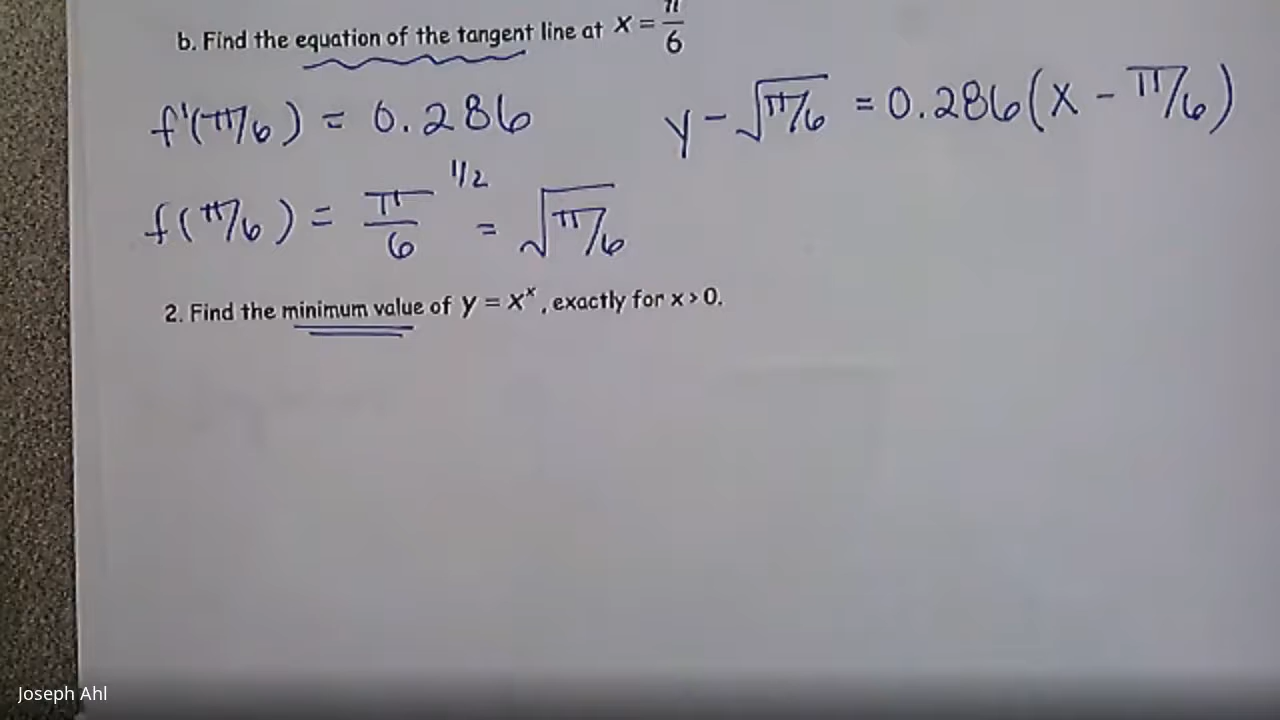 b. Find the equation of the tangent line at x = π/6
f'(π/6) = 0.286
y - √π/6 = 0.286(x - π/6)
f(π/6) = π/6 ^1/2 = √π/6
2. Find the minimum value of y = x^x, exactly for x > 0.
Joseph Ahl